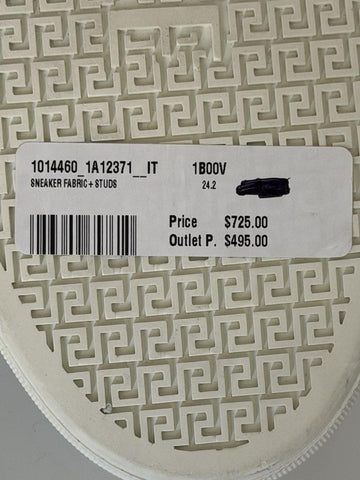 1014460_1A12371__IT 1B00V
SNEAKER FABRIC + STUDS 24.2
Price $725.00
Outlet P. $495.00